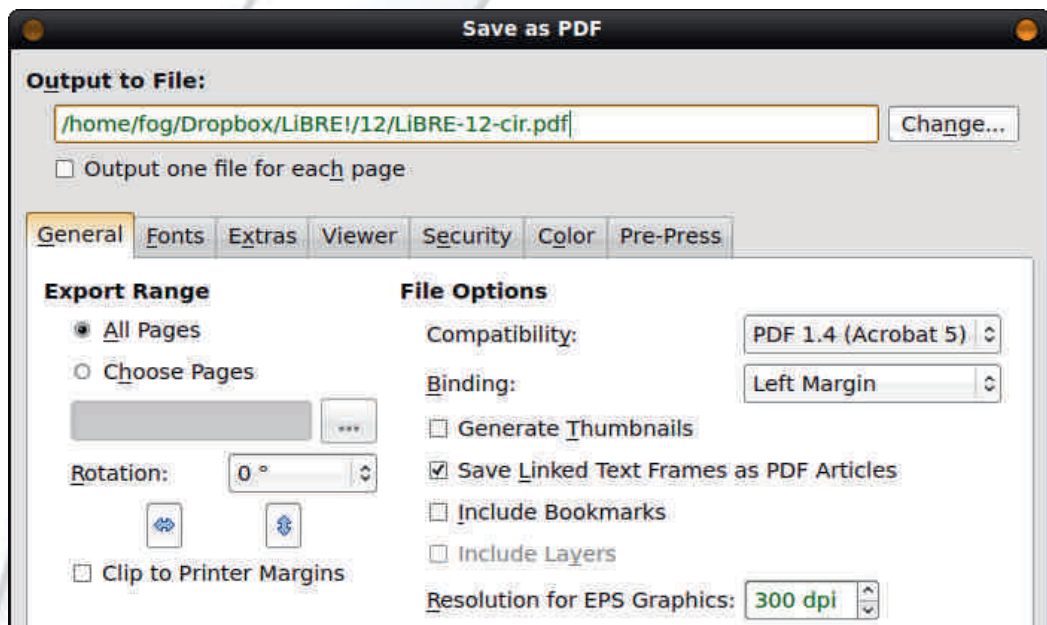 Save as PDF
Output to File:
/home/fog/Dropbox/LiBRE!/12/LiBRE-12-cir.pdf
Change...
Output one file for each page
General Fonts Extras Viewer Security Color Pre-Press
Export Range
All Pages
Choose Pages
...
Rotation: 0 °
Clip to Printer Margins
File Options
Compatibility: PDF 1.4 (Acrobat 5)
Binding: Left Margin
Generate Thumbnails
Save Linked Text Frames as PDF Articles
Include Bookmarks
Include Layers
Resolution for EPS Graphics: 300 dpi